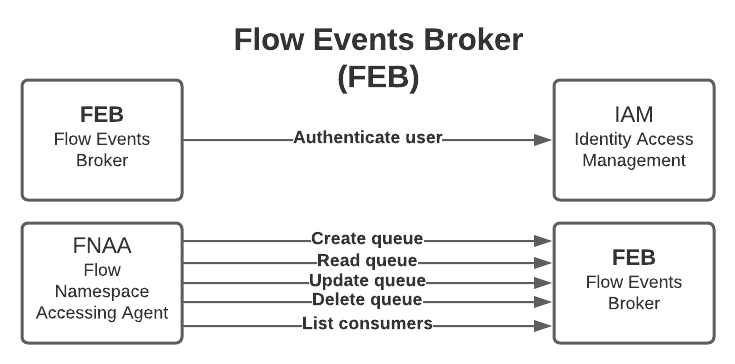 Flow Events Broker
(FEB)
FEB
Flow Events
Broker
Authenticate user
IAM
Identity Access
Management
FNAA
Flow
Namespace
Accessing Agent
Create queue
Read queue
Update queue
Delete queue
List consumers
FEB
Flow Events
Broker